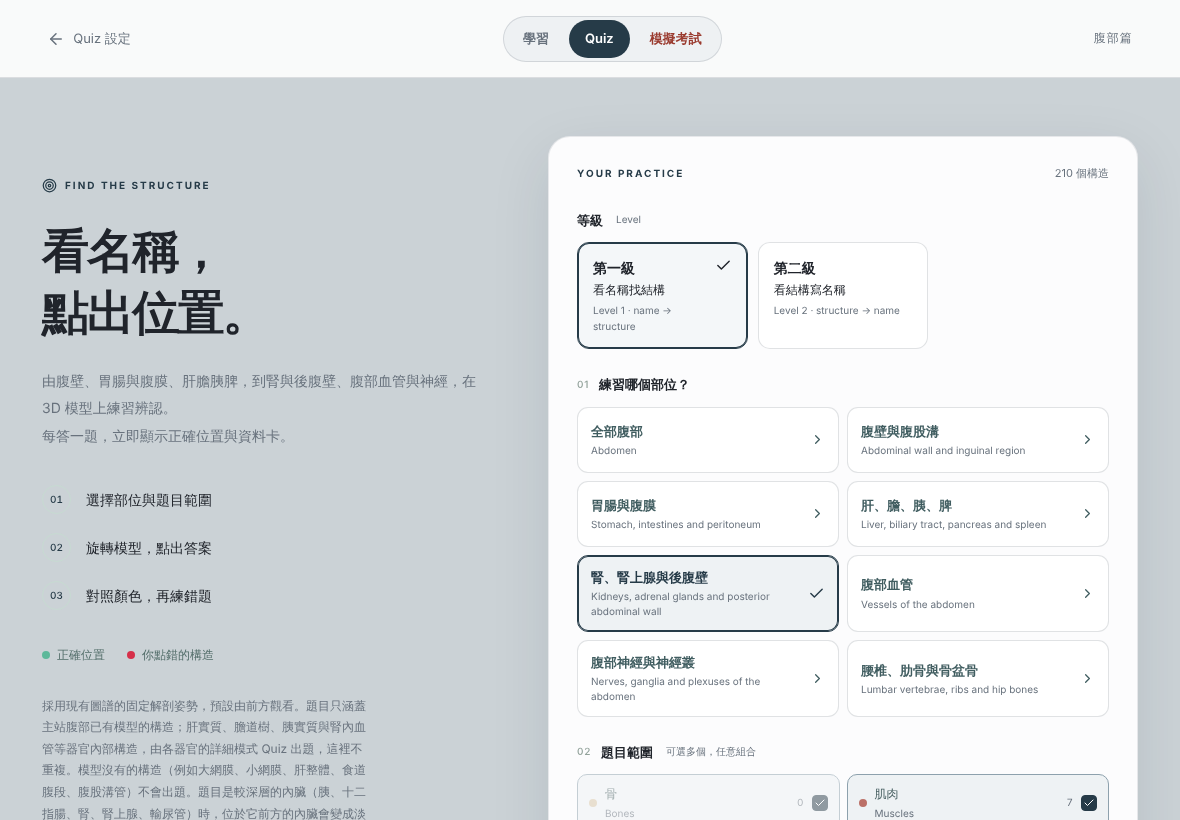 Quiz 設定
學習
Quiz
模擬考試
腹部篇
FIND THE STRUCTURE
看名稱，
點出位置。
由腹壁、胃腸與腹膜、肝膽胰脾，到腎與後腹壁、腹部血管與神經，在
3D 模型上練習辨認。
每答一題，立即顯示正確位置與資料卡。
01 選擇部位與題目範圍
02 旋轉模型，點出答案
03 對照顏色，再練錯題
正確位置
你點錯的構造
採用現有圖譜的固定解剖姿勢，預設由前方觀看。題目只涵蓋
主站腹部已有模型的構造；肝實質、膽道樹、胰實質與腎內血
管等器官內部構造，由各器官的詳細模式 Quiz 出題，這裡不
重複。模型沒有的構造（例如大網膜、小網膜、肝整體、食道
腹段、腹股溝管）不會出題。題目是較深層的內臟（胰、十二
指腸、腎、腎上腺、輸尿管）時，位於它前方的內臟會變成淡
YOUR PRACTICE
210 個構造
等級 Level
第一級
看名稱找結構
Level 1 · name →
structure
第二級
看結構寫名稱
Level 2 · structure → name
01 練習哪個部位？
全部腹部
Abdomen
腹壁與腹股溝
Abdominal wall and inguinal region
胃腸與腹膜
Stomach, intestines and peritoneum
肝、膽、胰、脾
Liver, biliary tract, pancreas and spleen
腎、腎上腺與後腹壁
Kidneys, adrenal glands and posterior
abdominal wall
腹部血管
Vessels of the abdomen
腹部神經與神經叢
Nerves, ganglia and plexuses of the
abdomen
腰椎、肋骨與骨盆骨
Lumbar vertebrae, ribs and hip bones
02 題目範圍 可選多個，任意組合
骨
Bones
0
肌肉
Muscles
7